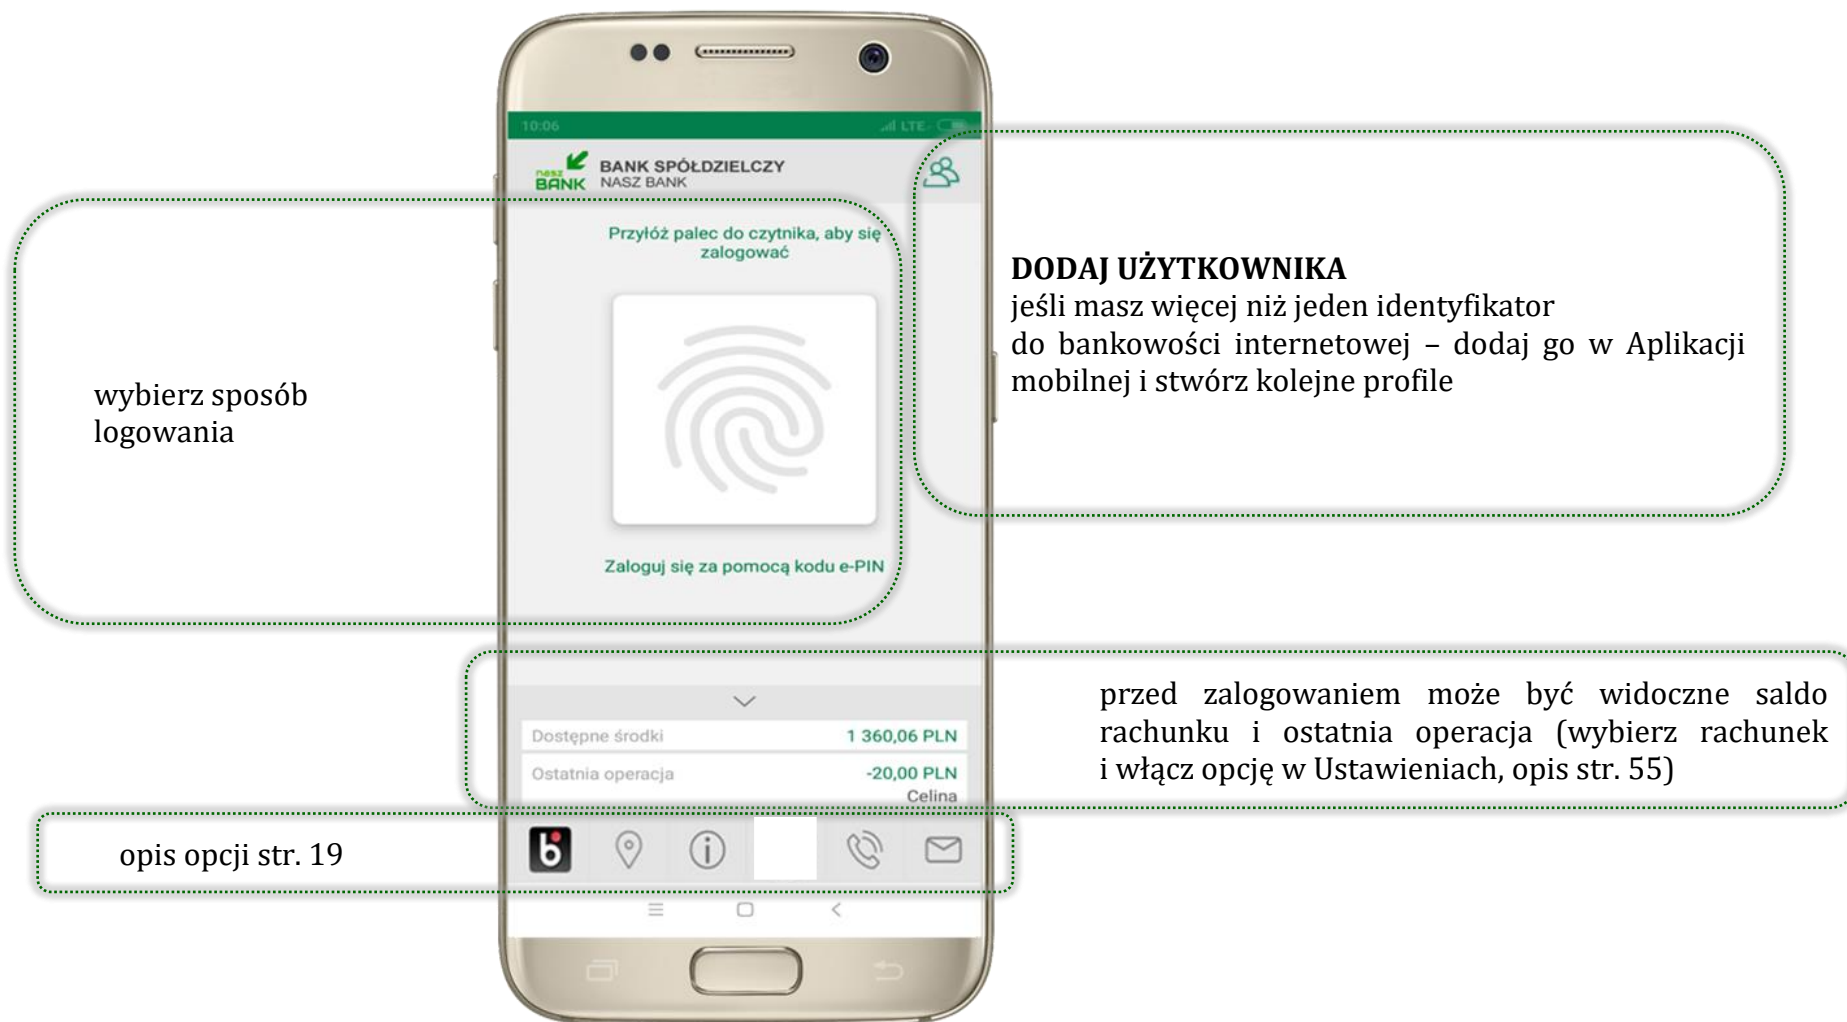 10:06
LTE
nasz
BANK
BANK SPÓŁDZIELCZY
NASZ BANK
Przyłóż palec do czytnika, aby się
zalogować
Zaloguj się za pomocą kodu e-PIN
wybierz sposób
logowania
DODAJ UŻYTKOWNIKA
jeśli masz więcej niż jeden identyfikator
do bankowości internetowej – dodaj go w Aplikacji
mobilnej i stwórz kolejne profile
Dostępne środki 1 360,06 PLN
Ostatnia operacja -20,00 PLN
Celina
przed zalogowaniem może być widoczne saldo
rachunku i ostatnia operacja (wybierz rachunek
i włącz opcję w Ustawieniach, opis str. 55)
opis opcji str. 19
b